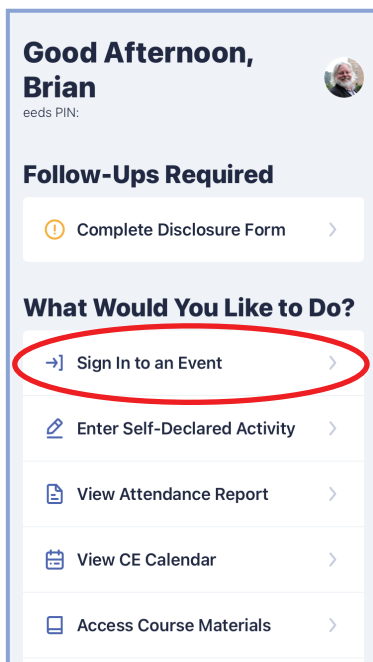 Good Afternoon,
Brian
eeds PIN:
Follow-Ups Required
Complete Disclosure Form
What Would You Like to Do?
Sign In to an Event
Enter Self-Declared Activity
View Attendance Report
View CE Calendar
Access Course Materials